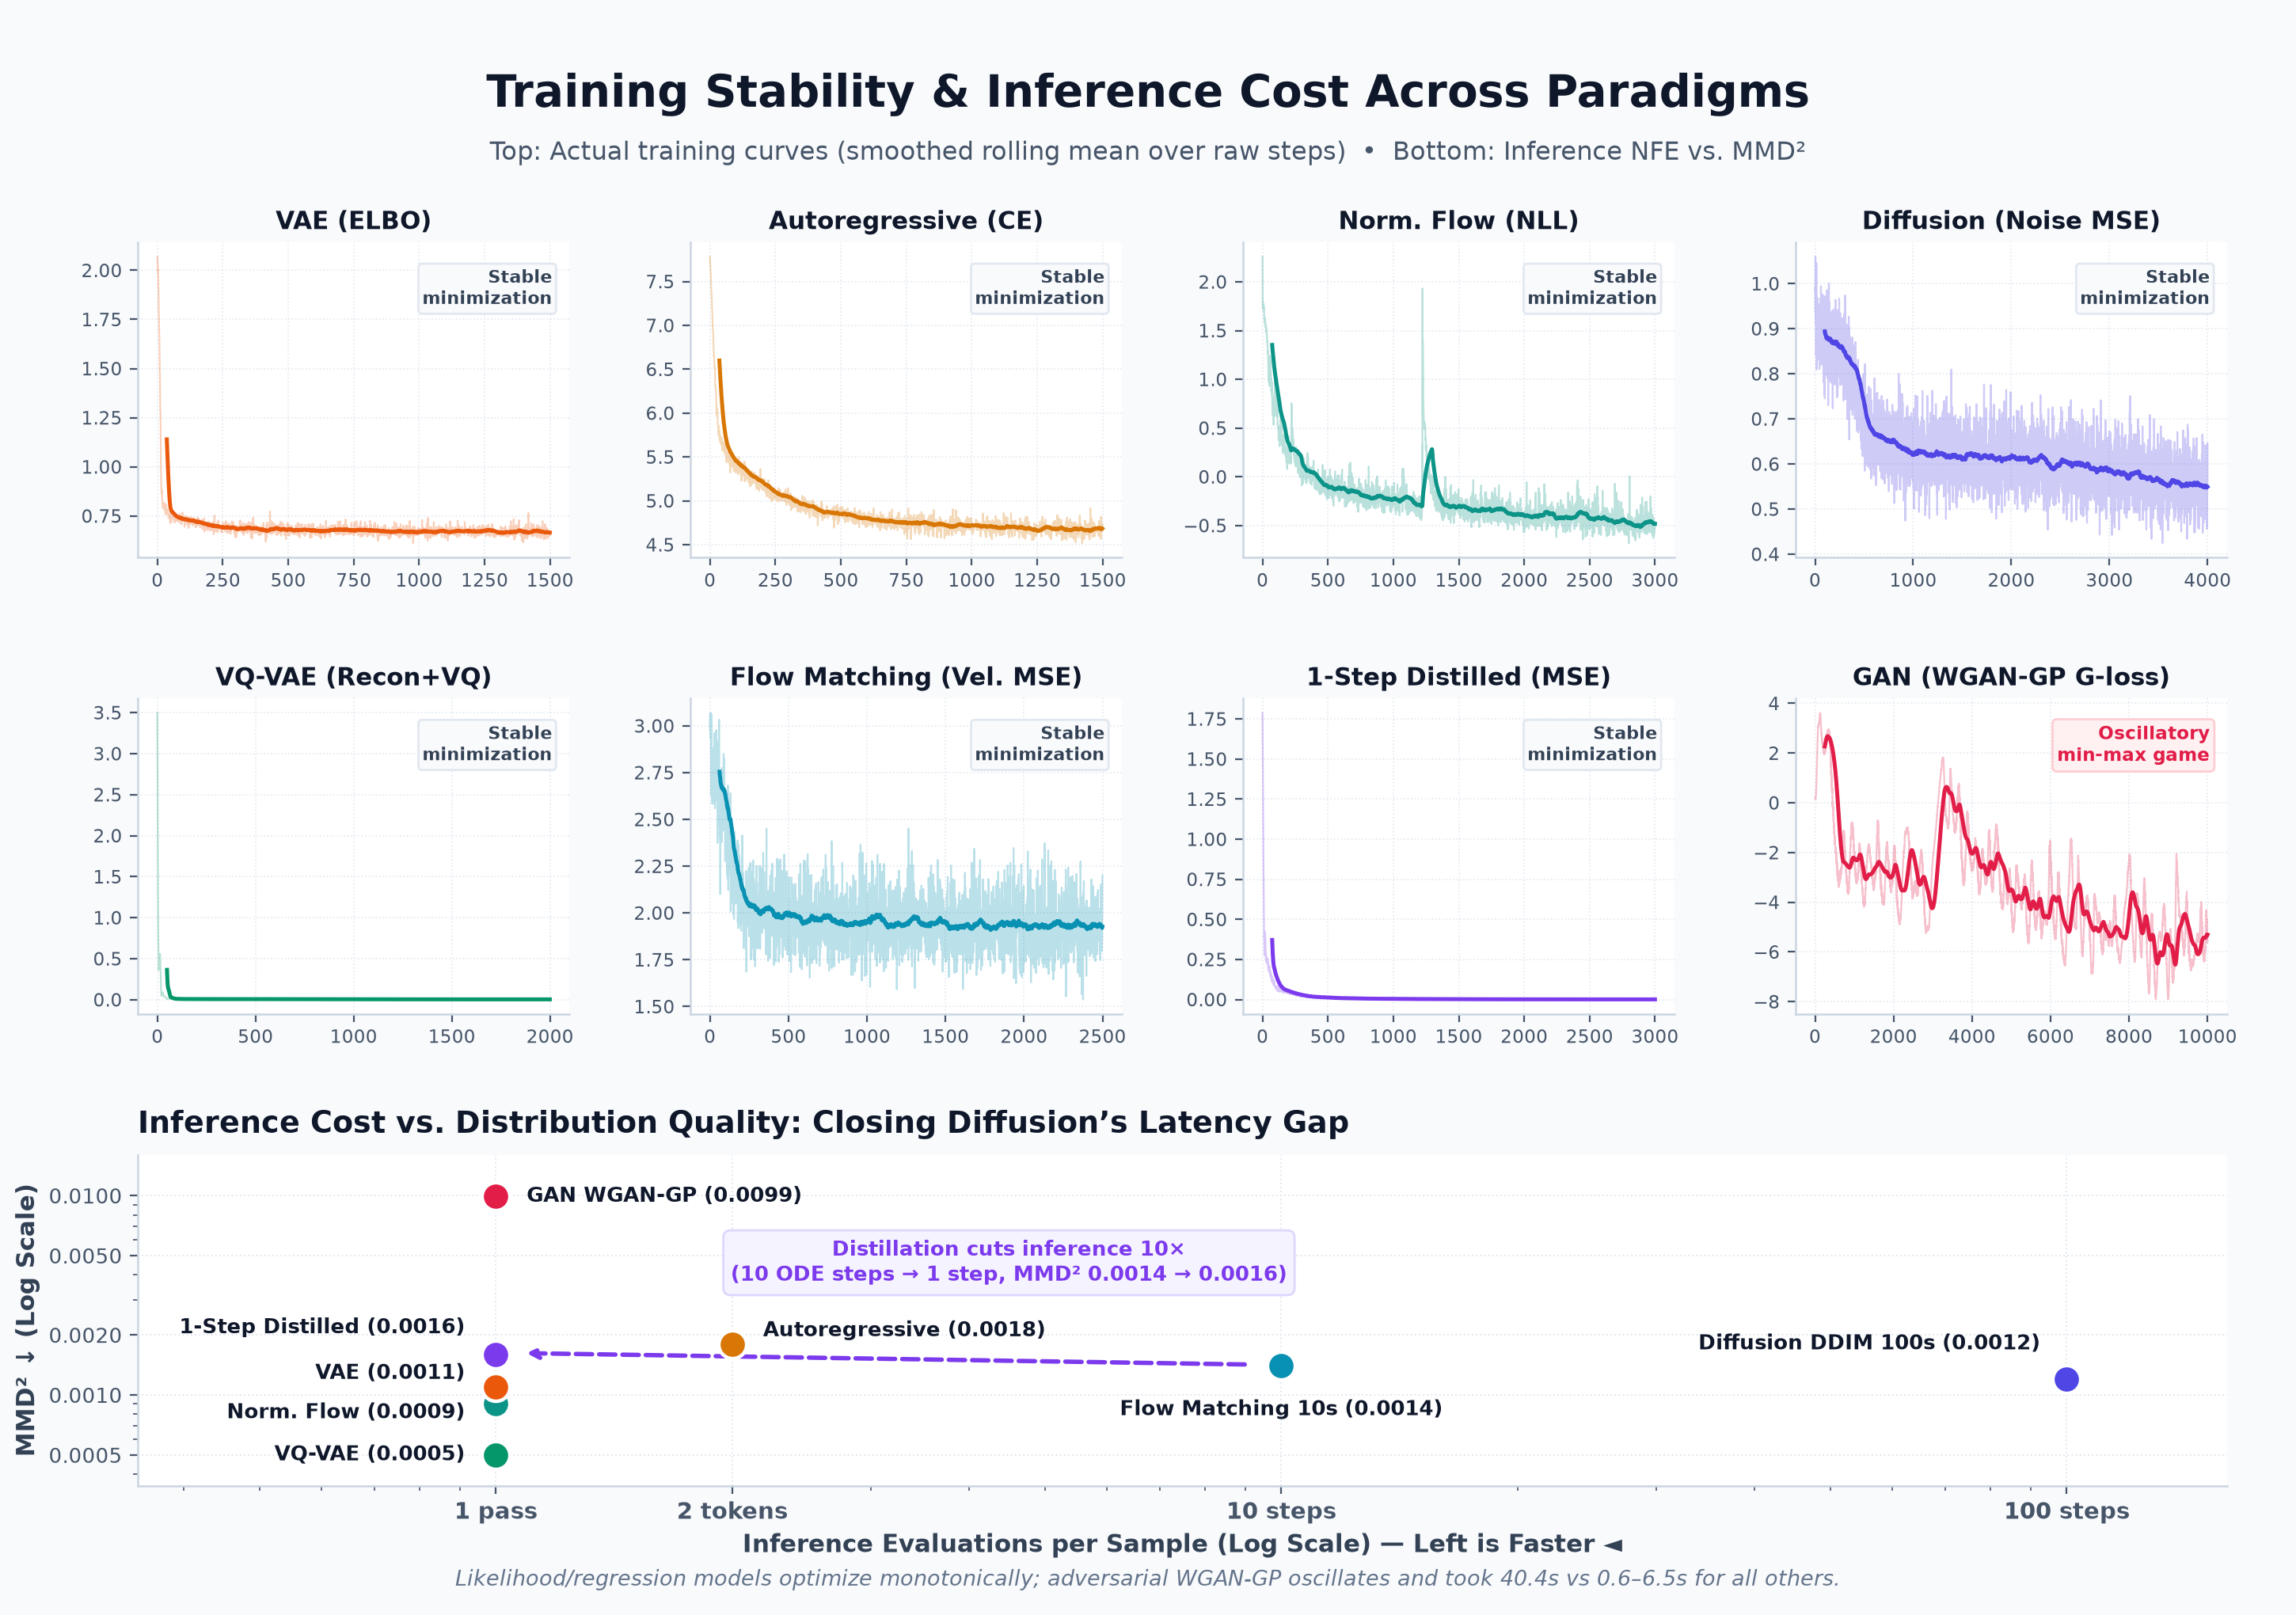 Training Stability & Inference Cost Across Paradigms
Top: Actual training curves (smoothed rolling mean over raw steps)  •  Bottom: Inference NFE vs. MMD²
VAE (ELBO)
Stable
minimization
2.00
1.75
1.50
1.25
1.00
0.75
0 250 500 750 1000 1250 1500
Autoregressive (CE)
Stable
minimization
7.5
7.0
6.5
6.0
5.5
5.0
4.5
0 250 500 750 1000 1250 1500
Norm. Flow (NLL)
Stable
minimization
2.0
1.5
1.0
0.5
0.0
−0.5
0 500 1000 1500 2000 2500 3000
Diffusion (Noise MSE)
Stable
minimization
1.0
0.9
0.8
0.7
0.6
0.5
0.4
0 1000 2000 3000 4000
VQ-VAE (Recon+VQ)
Stable
minimization
3.5
3.0
2.5
2.0
1.5
1.0
0.5
0.0
0 500 1000 1500 2000
Flow Matching (Vel. MSE)
Stable
minimization
3.00
2.75
2.50
2.25
2.00
1.75
1.50
0 500 1000 1500 2000 2500
1-Step Distilled (MSE)
Stable
minimization
1.75
1.50
1.25
1.00
0.75
0.50
0.25
0.00
0 500 1000 1500 2000 2500 3000
GAN (WGAN-GP G-loss)
Oscillatory
min-max game
4
2
0
−2
−4
−6
−8
0 2000 4000 6000 8000 10000
Inference Cost vs. Distribution Quality: Closing Diffusion’s Latency Gap
MMD² ↓ (Log Scale)
0.0100
0.0050
0.0020
0.0010
0.0005
GAN WGAN-GP (0.0099)
Distillation cuts inference 10×
(10 ODE steps → 1 step, MMD² 0.0014 → 0.0016)
1-Step Distilled (0.0016)
Autoregressive (0.0018)
Diffusion DDIM 100s (0.0012)
VAE (0.0011)
Norm. Flow (0.0009)
Flow Matching 10s (0.0014)
VQ-VAE (0.0005)
1 pass 2 tokens 10 steps 100 steps
Inference Evaluations per Sample (Log Scale) — Left is Faster ◄
Likelihood/regression models optimize monotonically; adversarial WGAN-GP oscillates and took 40.4s vs 0.6–6.5s for all others.